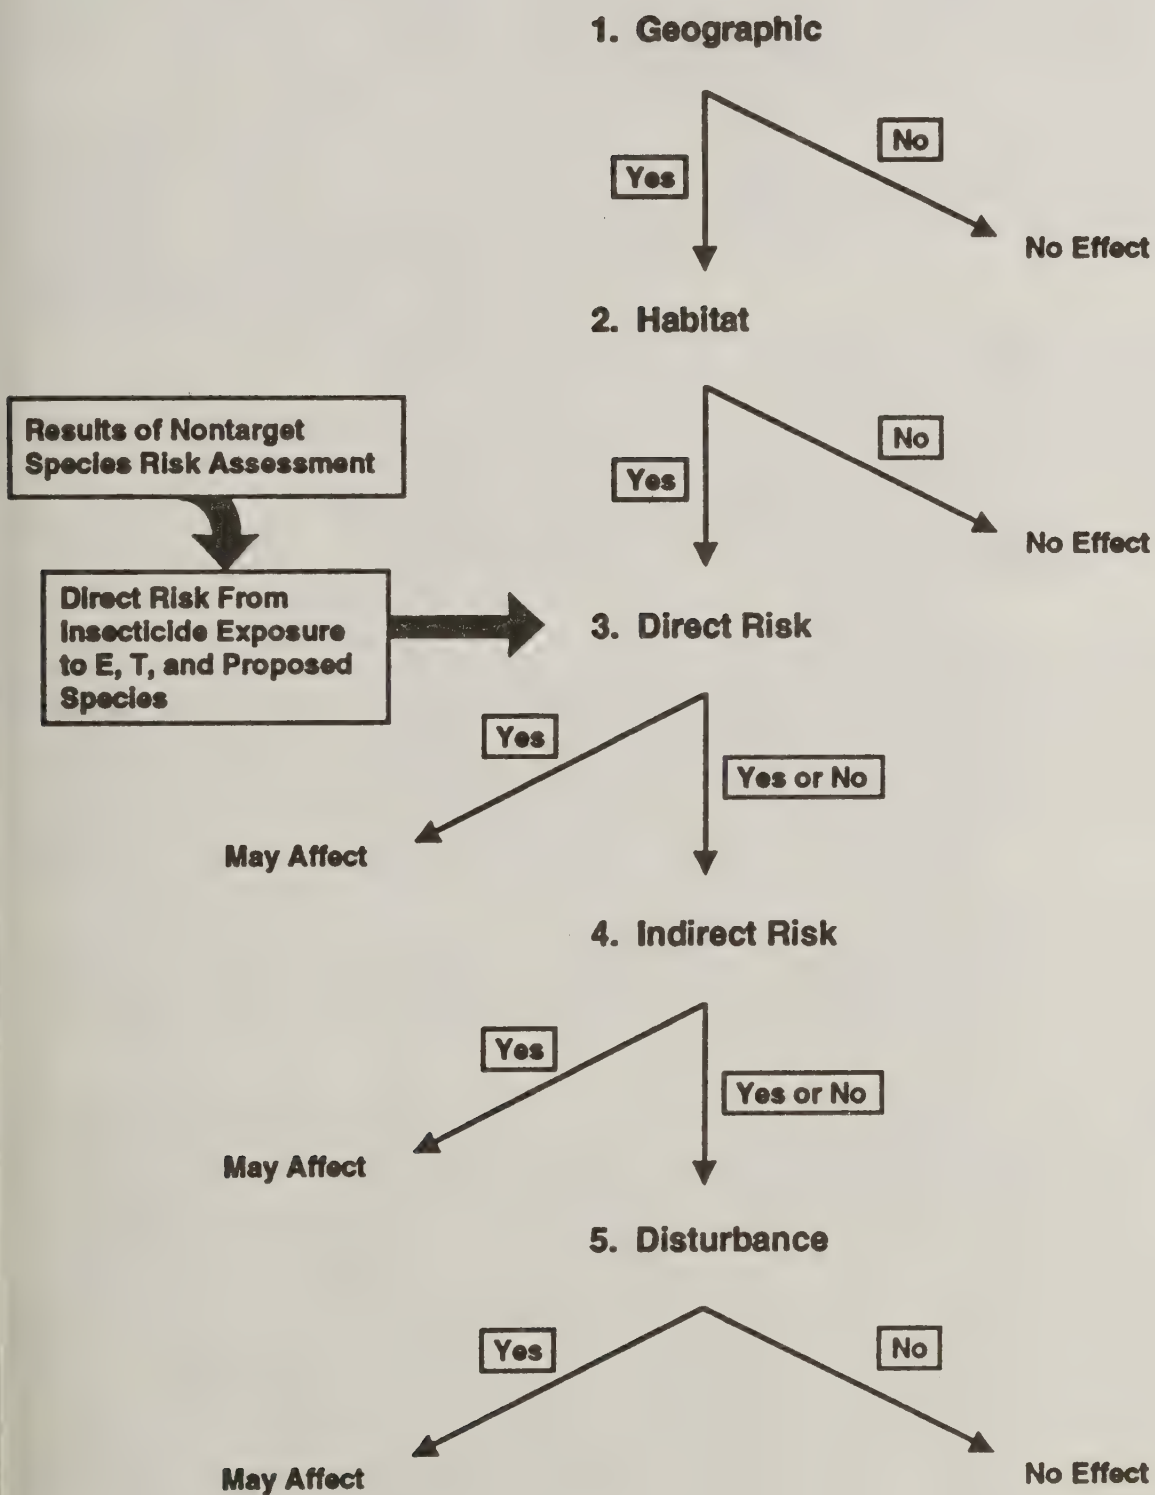 1. Geographic
No
Yes
No Effect
2. Habitat
Results of Nontarget
Species Risk Assessment
No
Yes
No Effect
Direct Risk From
Insecticide Exposure
to E, T, and Proposed
Species
3. Direct Risk
Yes
Yes or No
May Affect
4. Indirect Risk
Yes
Yes or No
May Affect
5. Disturbance
Yes
No
May Affect
No Effect